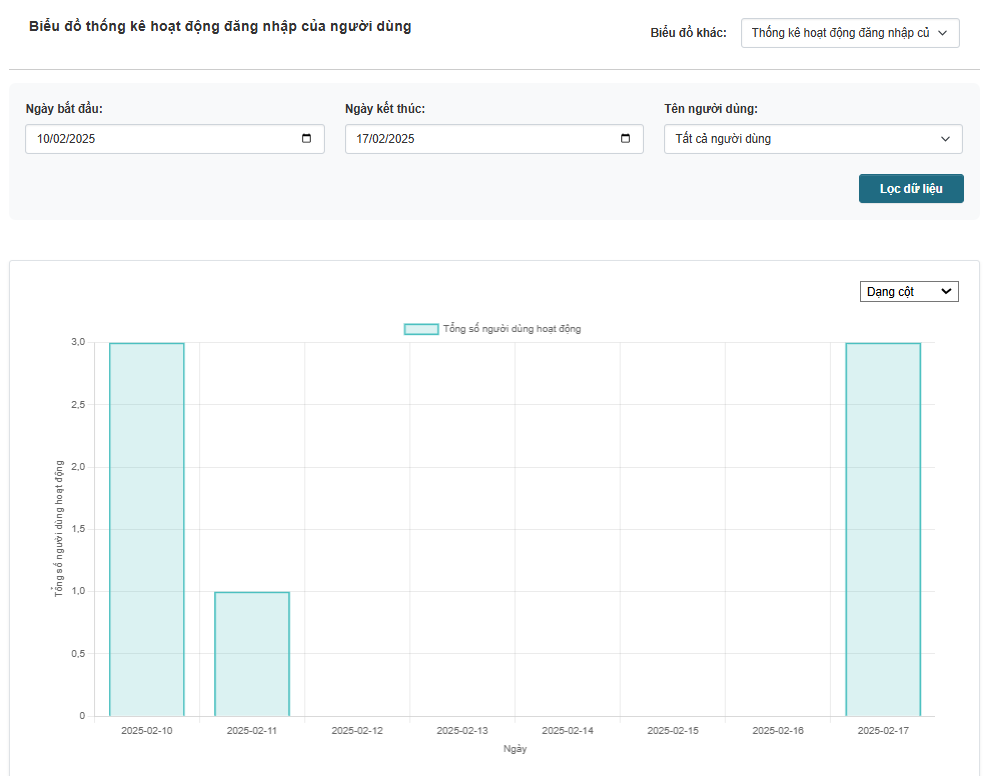 Biểu đồ thống kê hoạt động đăng nhập của người dùng
Biểu đồ khác:
Thống kê hoạt động đăng nhập củ
Ngày bắt đầu:
Ngày kết thúc:
Tên người dùng:
10/02/2025
17/02/2025
Tất cả người dùng
Lọc dữ liệu
Dạng cột
Tổng số người dùng hoạt động
3,0
2,5
2,0
1,5
1,0
0,5
0
Tổng số người dùng hoạt động
2025-02-10
2025-02-11
2025-02-12
2025-02-13
2025-02-14
2025-02-15
2025-02-16
2025-02-17
Ngày